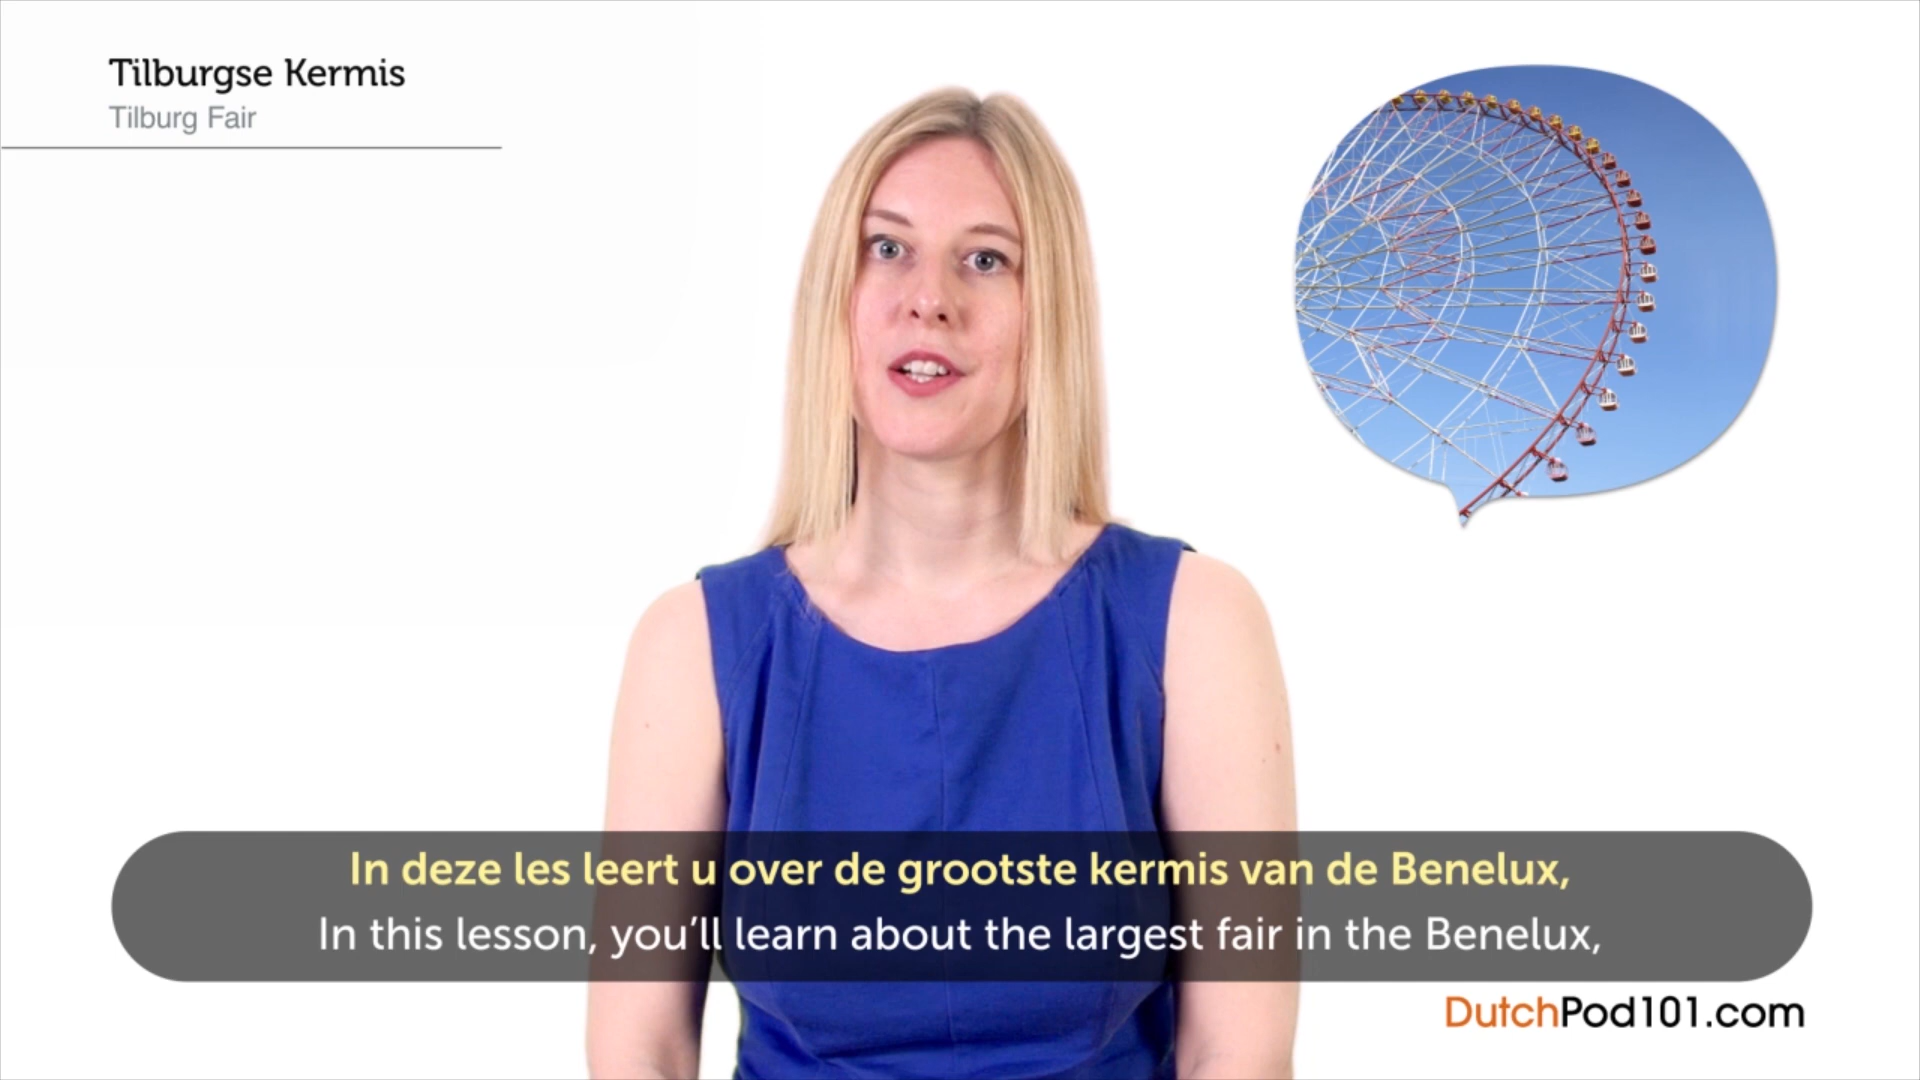 Tilburgse Kermis
Tilburg Fair
In deze les leert u over de grootste kermis van de Benelux,
In this lesson, you’ll learn about the largest fair in the Benelux,
DutchPod101.com